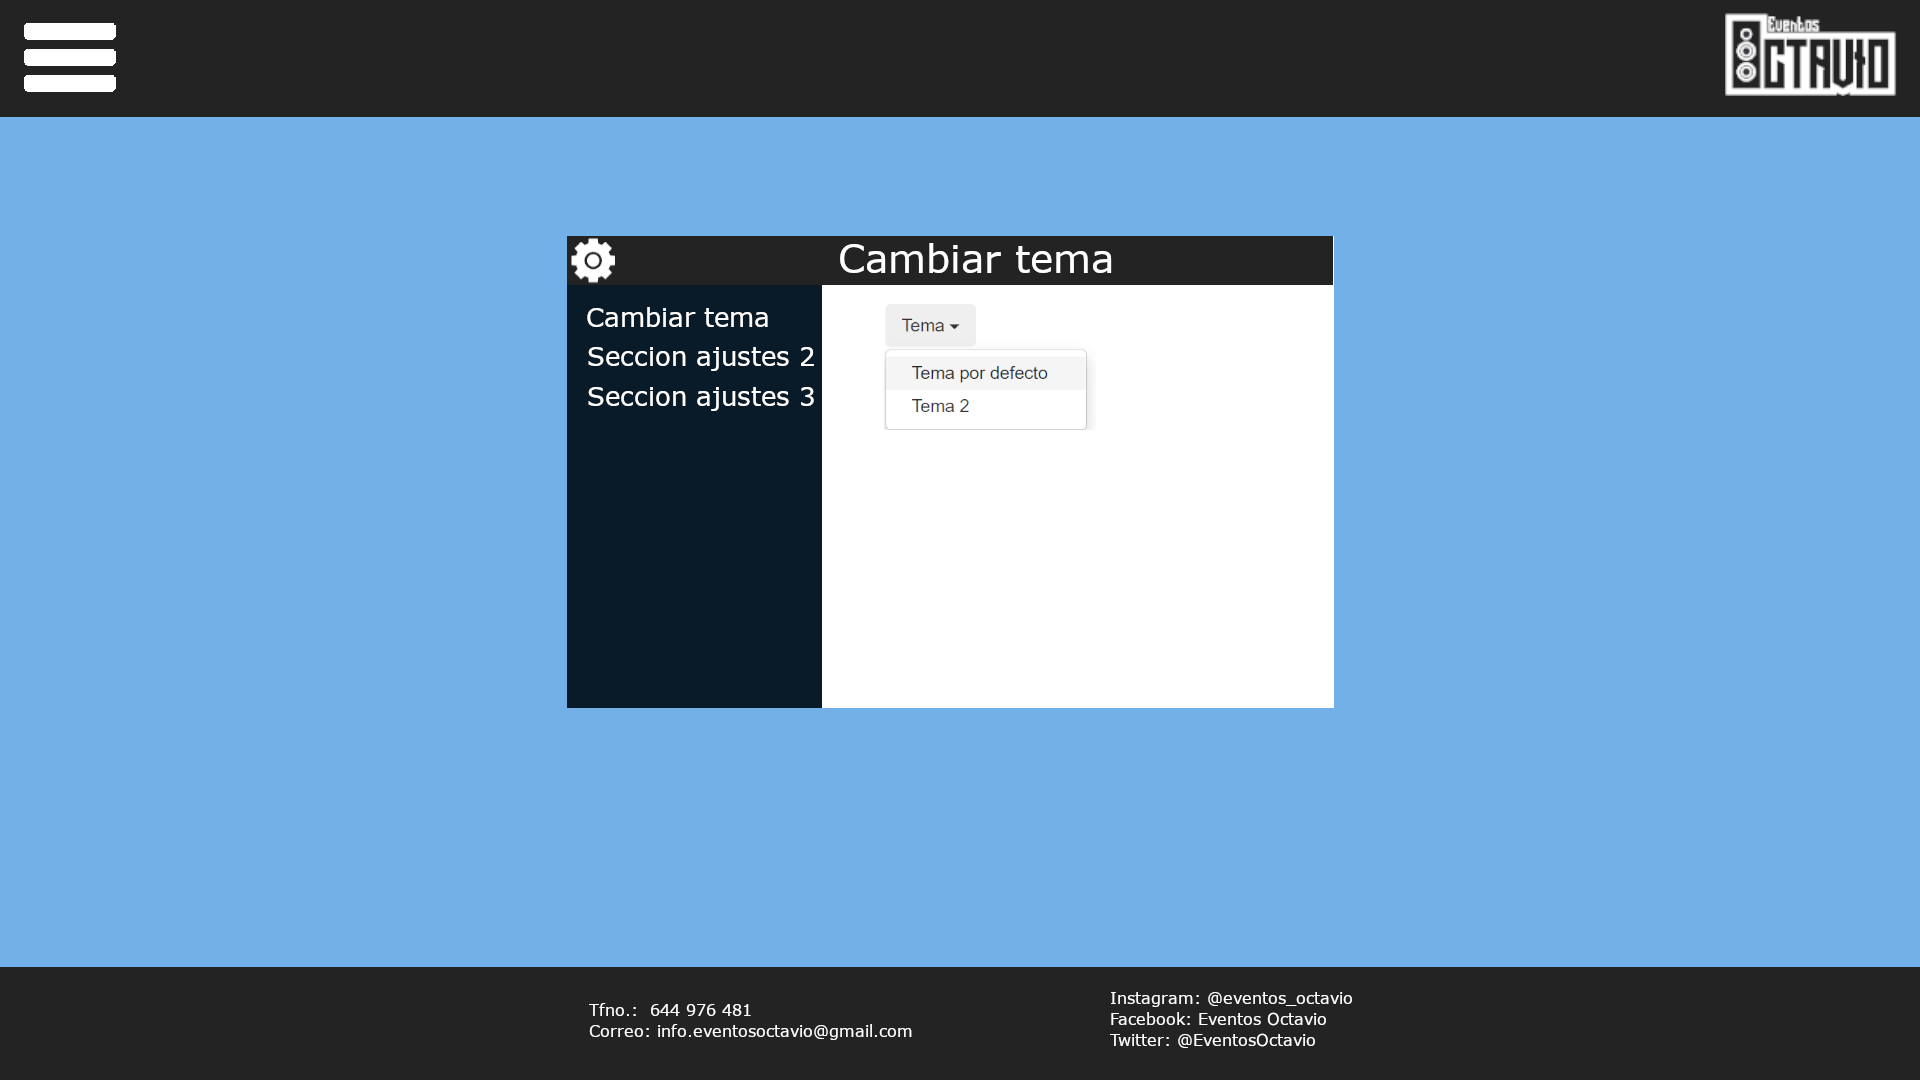 Eventos
OCTAVIO
Cambiar tema
Cambiar tema
Seccion ajustes 2
Seccion ajustes 3
Tema
Tema por defecto
Tema 2
Tfno.: 644 976 481
Correo: info.eventosoctavio@gmail.com
Instagram: @eventos_octavio
Facebook: Eventos Octavio
Twitter: @EventosOctavio